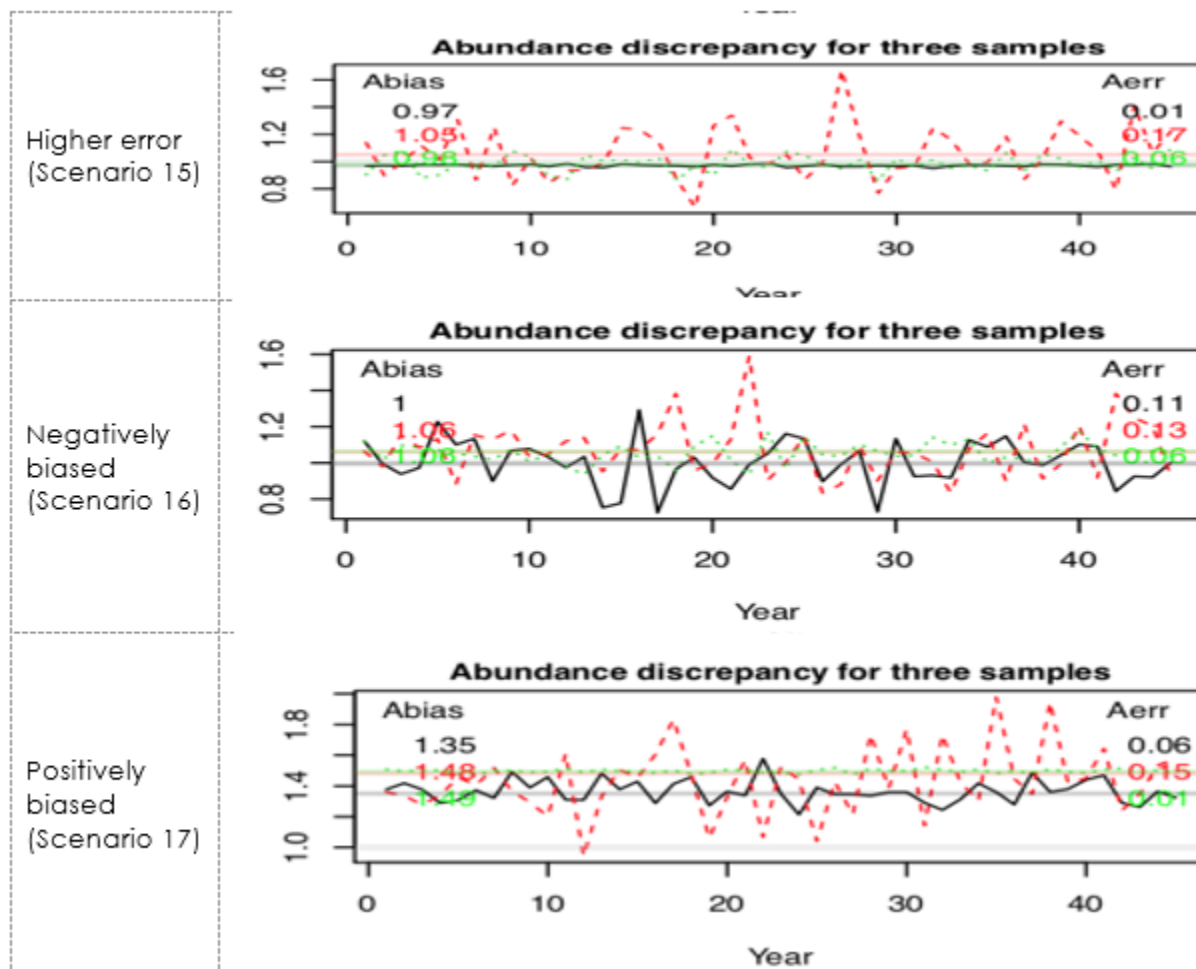 Year
Higher error
(Scenario 15)
Abundance discrepancy for three samples
Abias
0.97
1.05
0.98
Aerr
0.01
0.17
0.06
1.6
1.2
0.8
0 10 20 30 40
Year
Negatively
biased
(Scenario 16)
Abundance discrepancy for three samples
Abias
1
1.06
1.06
Aerr
0.11
0.13
0.06
1.6
1.2
0.8
0 10 20 30 40
Year
Positively
biased
(Scenario 17)
Abundance discrepancy for three samples
Abias
1.35
1.48
1.49
Aerr
0.06
0.15
0.01
1.8
1.4
1.0
0 10 20 30 40
Year